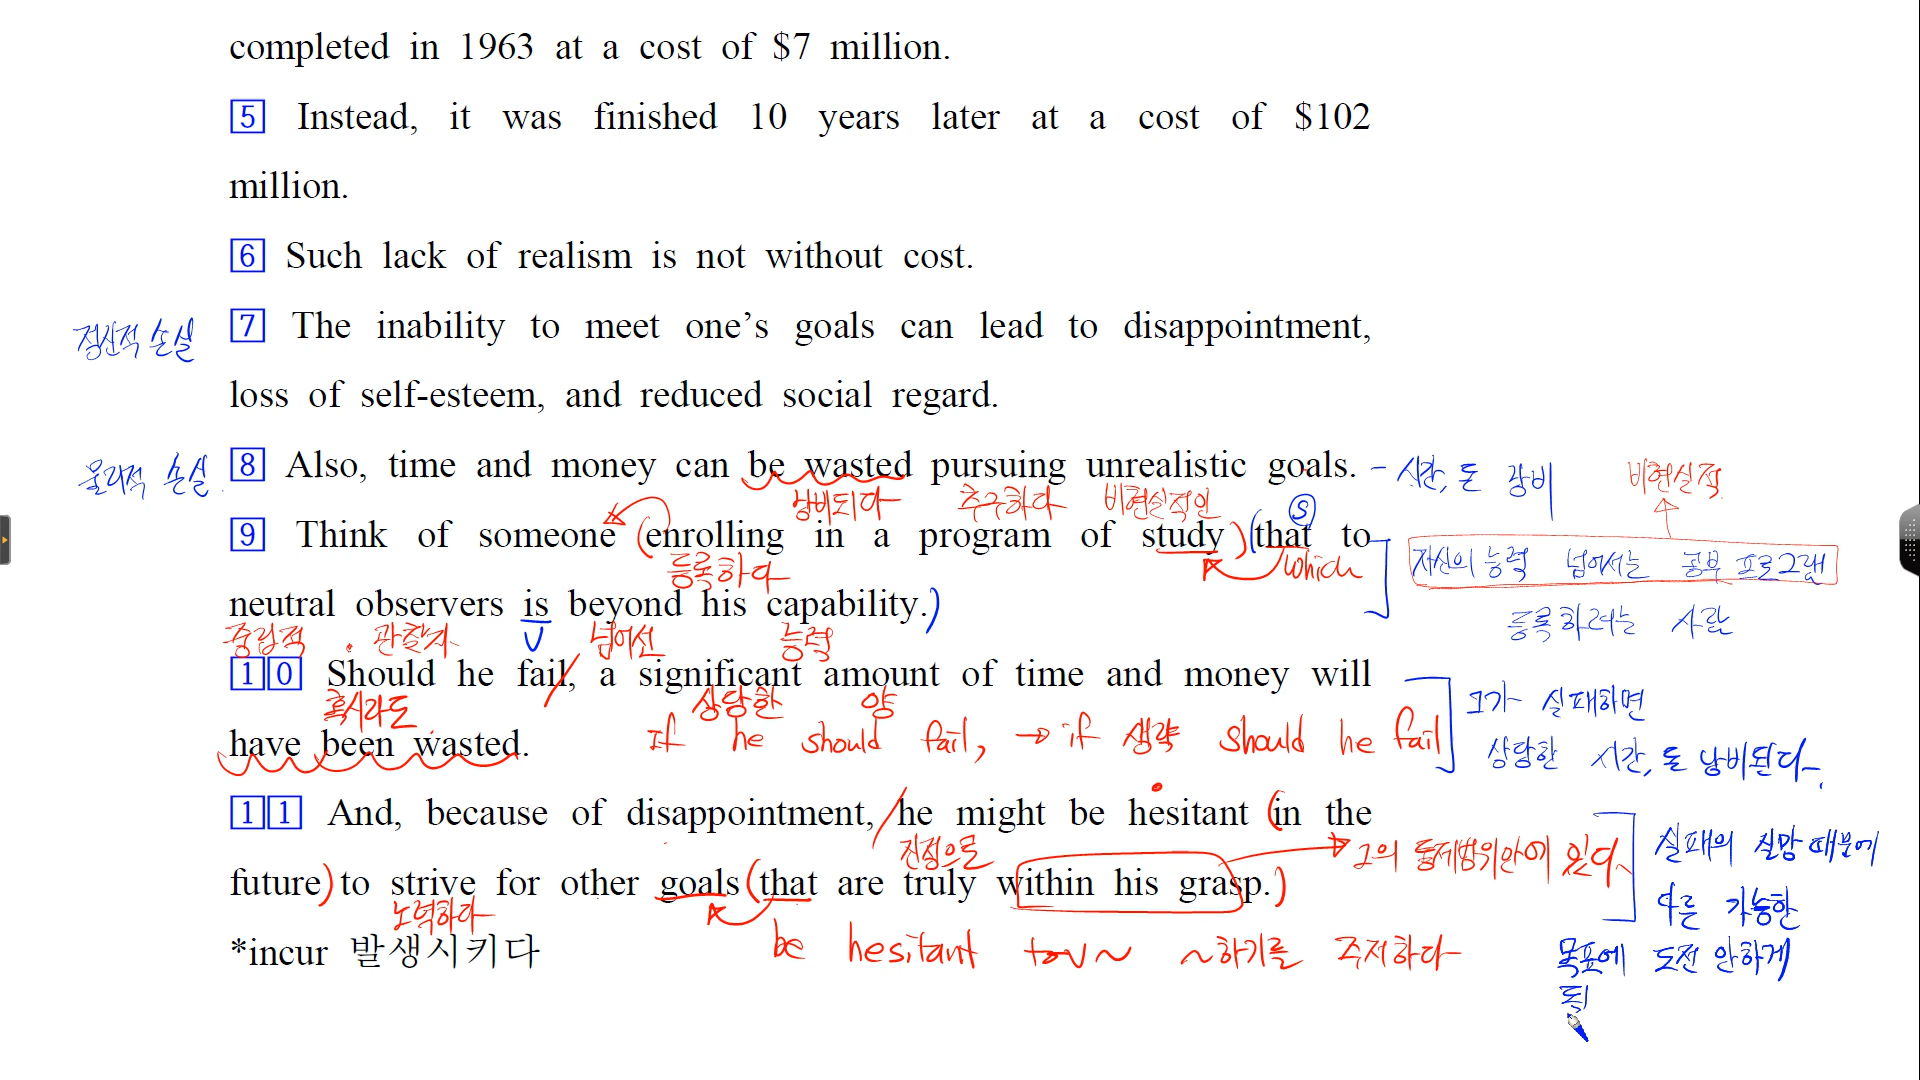 completed in 1963 at a cost of $7 million.
5 Instead, it was finished 10 years later at a cost of $102
million.
6 Such lack of realism is not without cost.
정신적 손실
7 The inability to meet one's goals can lead to disappointment,
loss of self-esteem, and reduced social regard.
물리적 손실
8 Also, time and money can be wasted pursuing unrealistic goals.
- 시간, 돈 낭비
비현실적
낭비되다 추구하다 비현실적인
S
9 Think of someone (enrolling in a program of study) (that to
등록하다 which
자신의 능력 넘어서는 공부 프로그램
neutral observers is beyond his capability.)
등록하려는 사람
중립적 관찰자 V 넘어선 능력
10 Should he fail, a significant amount of time and money will
혹시라도 상당한 양
그가 실패하면
have been wasted.
If he should fail, → if 생략 should he fail
상당한 시간, 돈 낭비된다
11 And, because of disappointment, he might be hesitant (in the
진정으로
그의 통제범위안에 있다
실패의 실망 때문에
future) to strive for other goals (that are truly within his grasp.)
노력하다
다른 가능한
*incur 발생시키다
be hesitant to V~ ~하기를 주저하다
목표에 도전 안하게
되